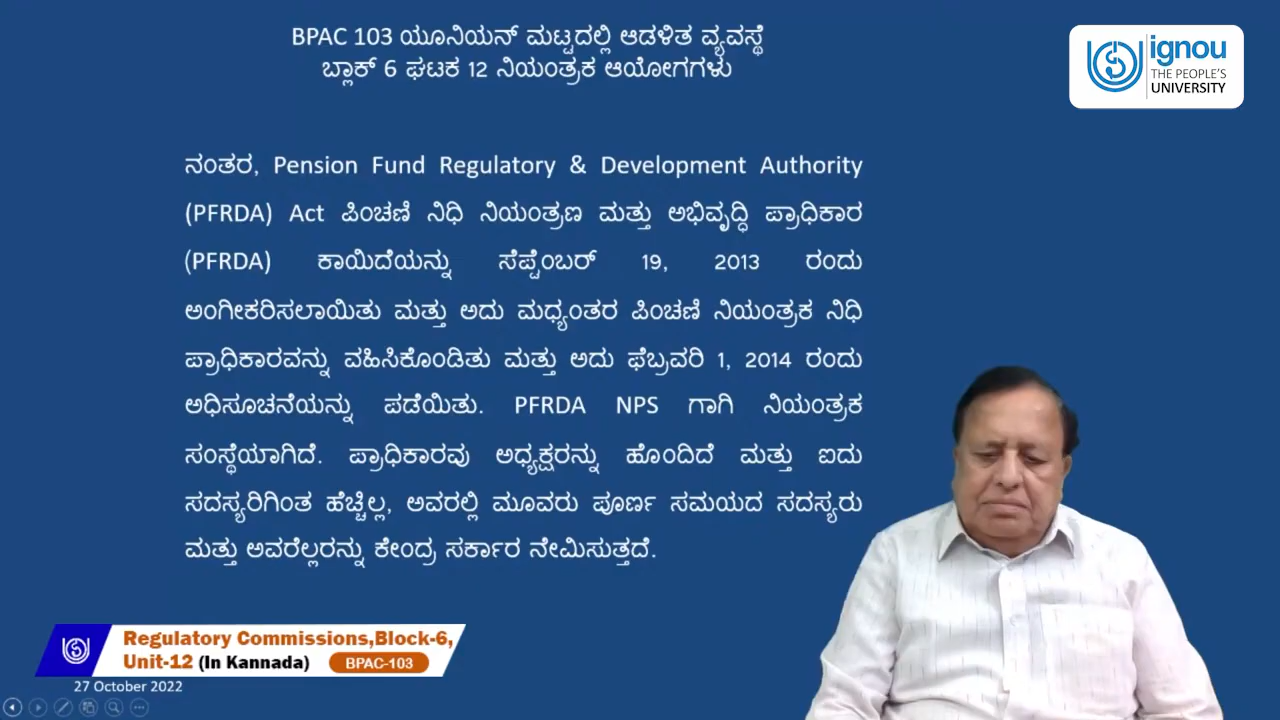 BPAC 103 ಯೂನಿಯನ್ ಮಟ್ಟದಲ್ಲಿ ಆಡಳಿತ ವ್ಯವಸ್ಥೆ
ಬ್ಲಾಕ್ 6 ಘಟಕ 12 ನಿಯಂತ್ರಕ ಆಯೋಗಗಳು
ignou
THE PEOPLE'S
UNIVERSITY
ನಂತರ, Pension Fund Regulatory & Development Authority
(PFRDA) Act ಪಿಂಚಣಿ ನಿಧಿ ನಿಯಂತ್ರಣ ಮತ್ತು ಅಭಿವೃದ್ಧಿ ಪ್ರಾಧಿಕಾರ
(PFRDA) ಕಾಯಿದೆಯನ್ನು ಸೆಪ್ಟೆಂಬರ್ 19, 2013 ರಂದು
ಅಂಗೀಕರಿಸಲಾಯಿತು ಮತ್ತು ಅದು ಮಧ್ಯಂತರ ಪಿಂಚಣಿ ನಿಯಂತ್ರಕ ನಿಧಿ
ಪ್ರಾಧಿಕಾರವನ್ನು ವಹಿಸಿಕೊಂಡಿತು ಮತ್ತು ಅದು ಫೆಬ್ರವರಿ 1, 2014 ರಂದು
ಅಧಿಸೂಚನೆಯನ್ನು ಪಡೆಯಿತು. PFRDA NPS ಗಾಗಿ ನಿಯಂತ್ರಕ
ಸಂಸ್ಥೆಯಾಗಿದೆ. ಪ್ರಾಧಿಕಾರವು ಅಧ್ಯಕ್ಷರನ್ನು ಹೊಂದಿದೆ ಮತ್ತು ಐದು
ಸದಸ್ಯರಿಗಿಂತ ಹೆಚ್ಚಿಲ್ಲ, ಅವರಲ್ಲಿ ಮೂವರು ಪೂರ್ಣ ಸಮಯದ ಸದಸ್ಯರು
ಮತ್ತು ಅವರೆಲ್ಲರನ್ನು ಕೇಂದ್ರ ಸರ್ಕಾರ ನೇಮಿಸುತ್ತದೆ.
Regulatory Commissions,Block-6,
Unit-12 (In Kannada) BPAC-103
27 October 2022